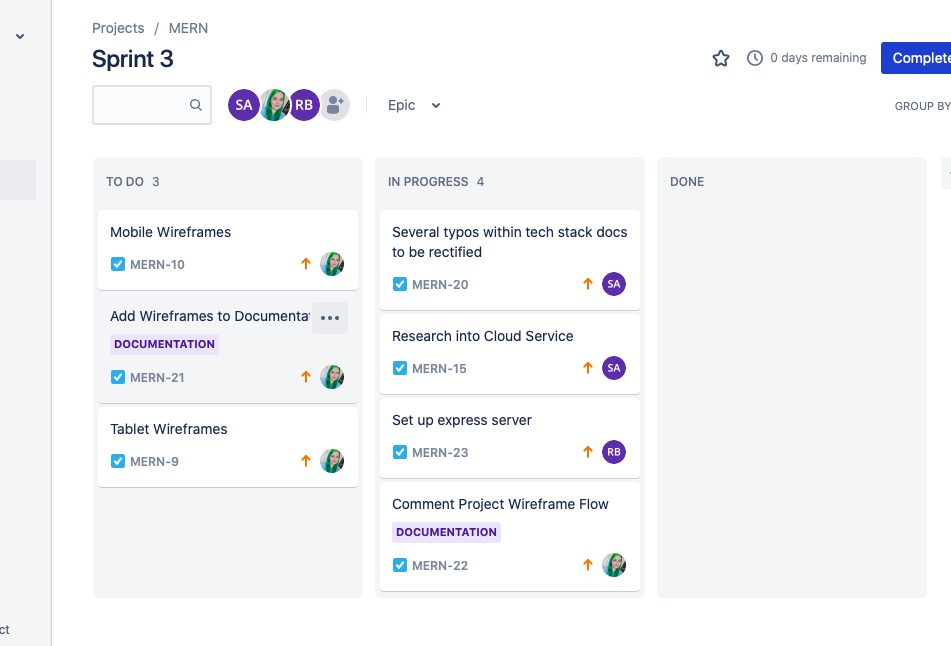 Projects / MERN
Sprint 3
0 days remaining
Complete
SA
RB
Epic
GROUP BY
TO DO 3
Mobile Wireframes
MERN-10
Add Wireframes to Documenta
DOCUMENTATION
MERN-21
Tablet Wireframes
MERN-9
IN PROGRESS 4
Several typos within tech stack docs
to be rectified
MERN-20
SA
Research into Cloud Service
MERN-15
SA
Set up express server
MERN-23
RB
Comment Project Wireframe Flow
DOCUMENTATION
MERN-22
DONE
ct